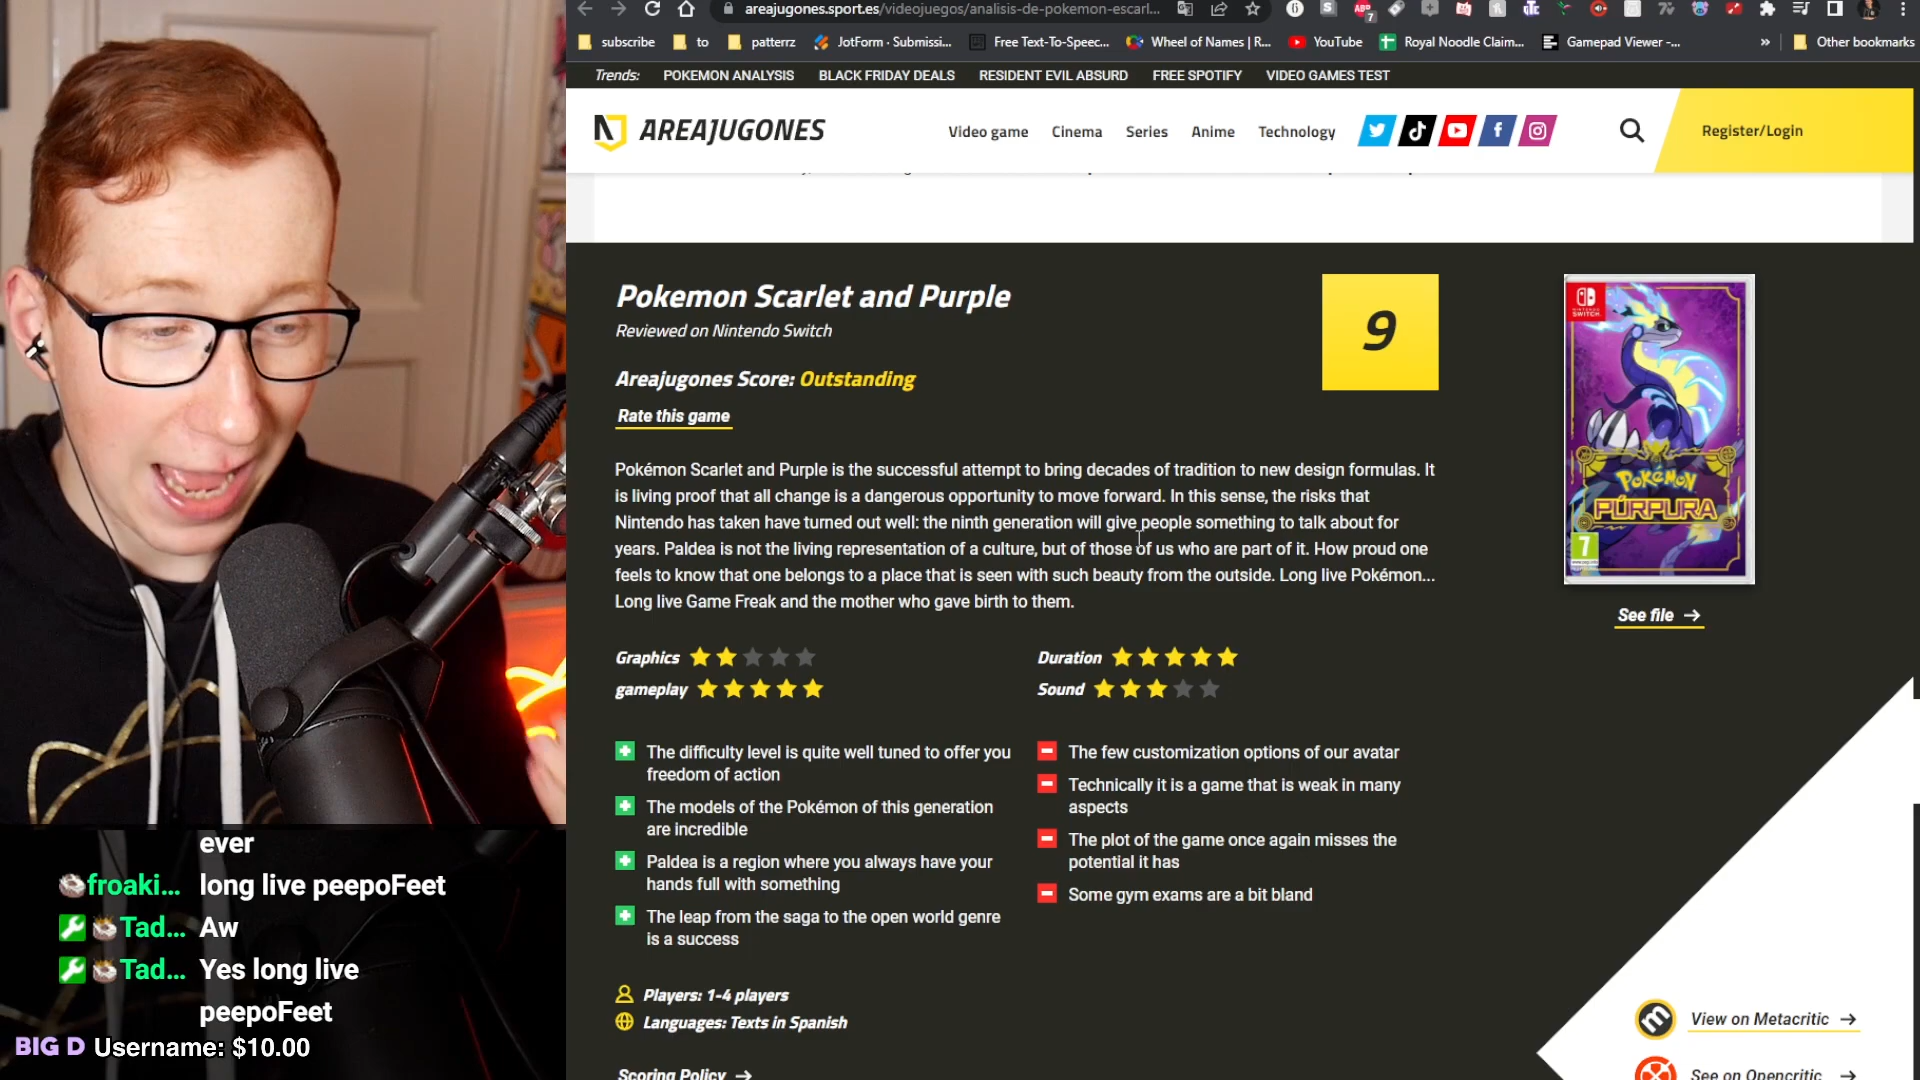 areajugones.sport.es/videojuegos/analisis-de-pokemon-escarl...
subscribe
to
patterrz
JotForm · Submissi...
Free Text-To-Speec...
Wheel of Names | R...
YouTube
Royal Noodle Claim...
Gamepad Viewer -...
»
Other bookmarks
Trends: POKEMON ANALYSIS BLACK FRIDAY DEALS RESIDENT EVIL ABSURD FREE SPOTIFY VIDEO GAMES TEST
AREAJUGONES
Video game Cinema Series Anime Technology
Register/Login
Pokemon Scarlet and Purple
Reviewed on Nintendo Switch
9
Areajugones Score: Outstanding
Rate this game
Pokémon Scarlet and Purple is the successful attempt to bring decades of tradition to new design formulas. It
is living proof that all change is a dangerous opportunity to move forward. In this sense, the risks that
Nintendo has taken have turned out well: the ninth generation will give people something to talk about for
years. Paldea is not the living representation of a culture, but of those of us who are part of it. How proud one
feels to know that one belongs to a place that is seen with such beauty from the outside. Long live Pokémon...
Long live Game Freak and the mother who gave birth to them.
NINTENDO
SWITCH
POKéMON
PÚRPURA
7
See file →
Graphics
Duration
gameplay
Sound
The difficulty level is quite well tuned to offer you
freedom of action
The models of the Pokémon of this generation
are incredible
Paldea is a region where you always have your
hands full with something
The leap from the saga to the open world genre
is a success
The few customization options of our avatar
Technically it is a game that is weak in many
aspects
The plot of the game once again misses the
potential it has
Some gym exams are a bit bland
Players: 1-4 players
Languages: Texts in Spanish
Scoring Policy →
View on Metacritic →
See on Opencritic →
ever
froaki... long live peepoFeet
Tad... Aw
Tad... Yes long live
peepoFeet
BIG D Username: $10.00